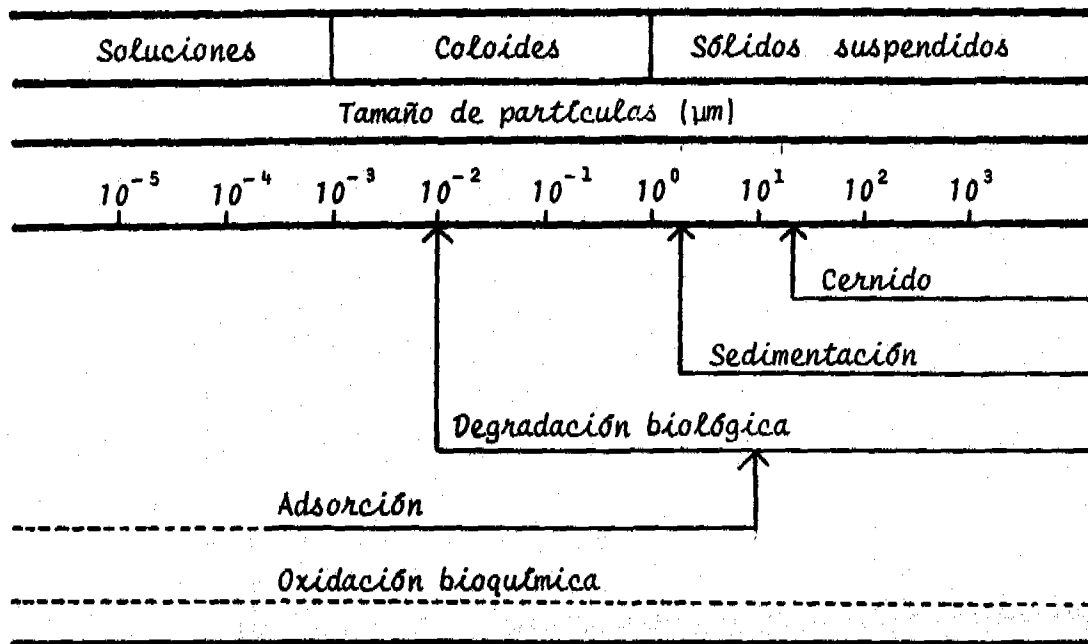 Soluciones Coloides Sólidos suspendidos
Tamaño de partículas (µm)
10⁻⁵ 10⁻⁴ 10⁻³ 10⁻² 10⁻¹ 10⁰ 10¹ 10² 10³
Cernido
Sedimentación
Degradación biológica
Adsorción
Oxidación bioquímica